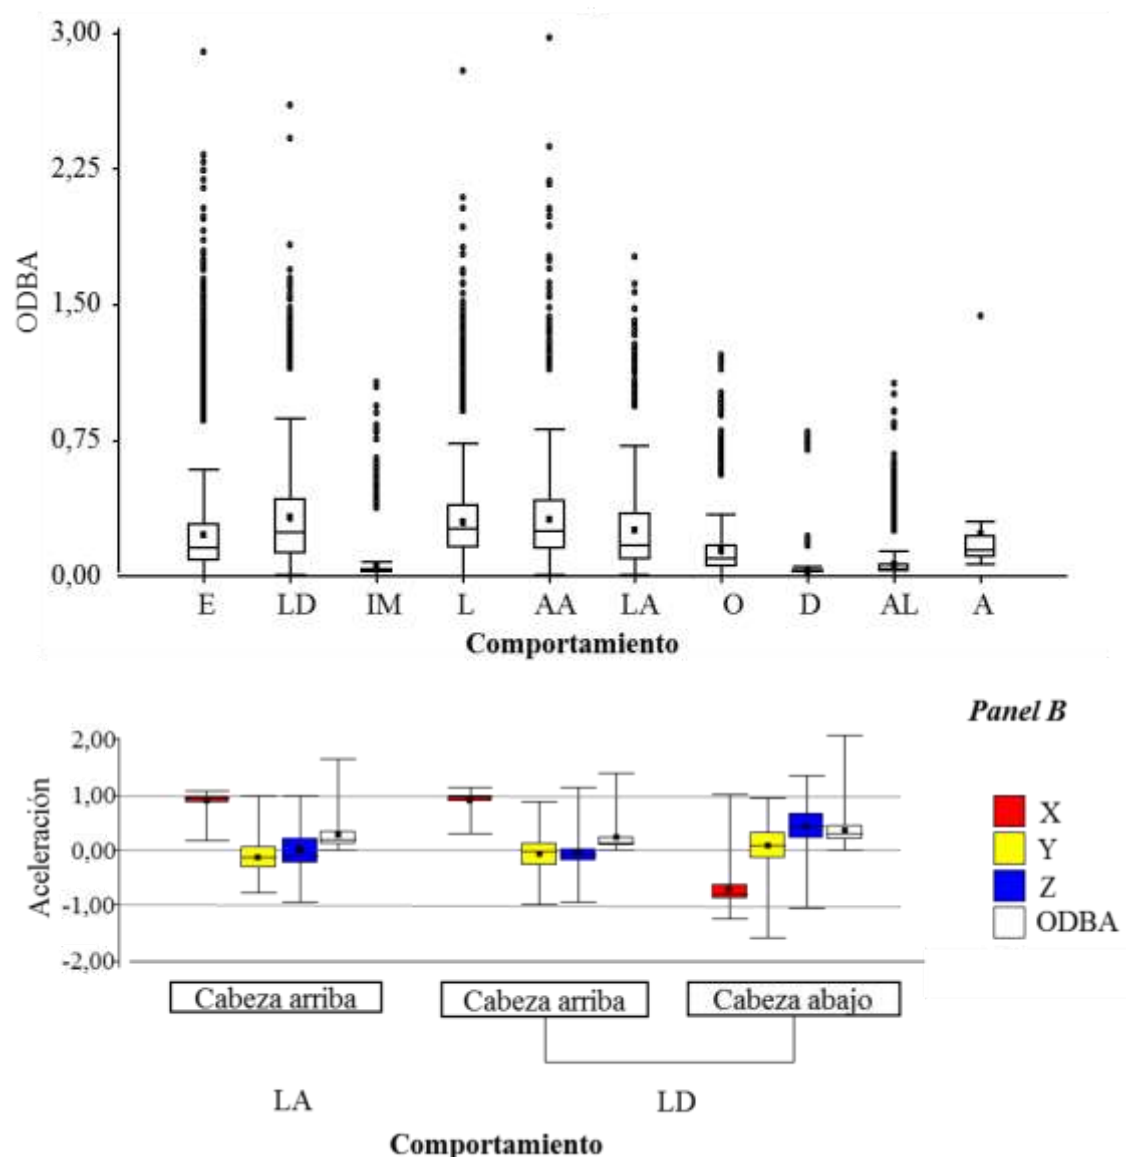 3,00
2,25
1,50
0,75
0,00
ODBA
E LD IM L AA LA O D AL A
Comportamiento
Panel B
2,00
1,00
0,00
-1,00
-2,00
Aceleración
X
Y
Z
ODBA
Cabeza arriba Cabeza arriba Cabeza abajo
LA LD
Comportamiento